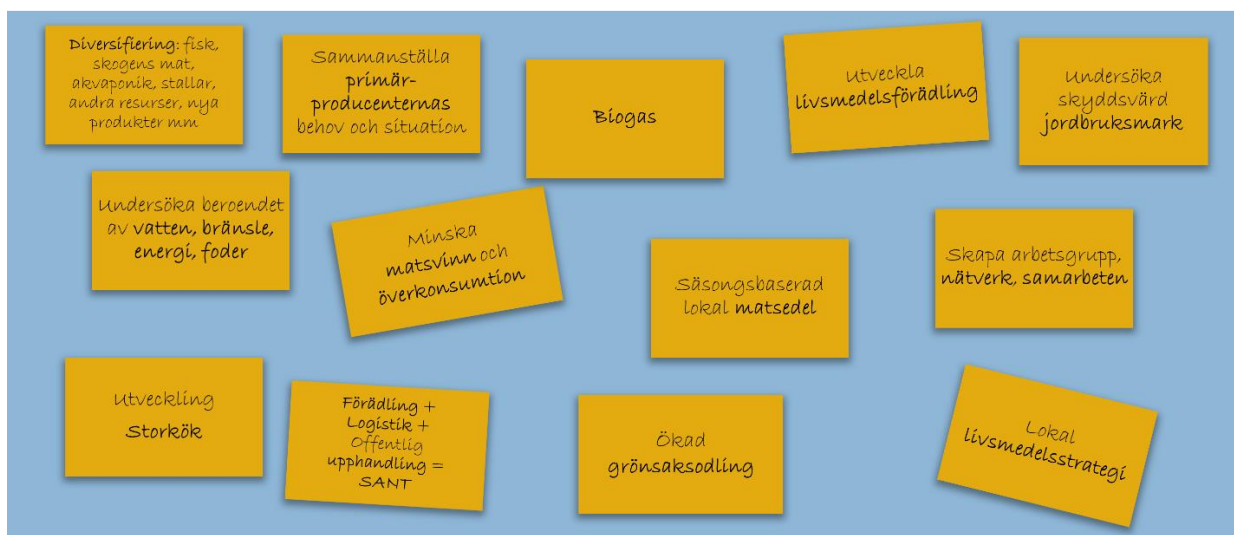 Diversifiering: fisk,
skogens mat,
akvaponik, stallar,
andra resurser, nya
produkter mm
Sammanställa
primär-
producenternas
behov och situation
Biogas
Utveckla
livsmedelsförädling
Undersöka
skyddsvärd
jordbruksmark
Undersöka beroendet
av vatten, bränsle,
energi, foder
Minska
matsvinn och
överkonsumtion
Säsongsbaserad
lokal matsedel
Skapa arbetsgrupp,
nätverk, samarbeten
Utveckling
Storkök
Förädling +
Logistik +
Offentlig
upphandling =
SANT
Ökad
grönsaksodling
Lokal
livsmedelsstrategi